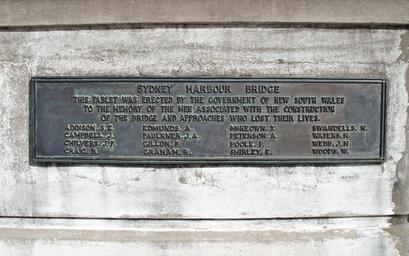 SYDNEY HARBOUR BRIDGE
THIS TABLET WAS ERECTED BY THE GOVERNMENT OF NEW SOUTH WALES
TO THE MEMORY OF THE MEN ASSOCIATED WITH THE CONSTRUCTION
OF THE BRIDGE AND APPROACHES WHO LOST THEIR LIVES.
ADDISON, S. E. EDMUNDS, A. McKEOWN, T. SWANDELLS, N.
CAMPBELL, J. FAULKNER, J. A. PETERSON, A. WATERS, H.
CHILVERS, J. F. GILLON, F. POOLE, P. WEBB, J. H.
CRAIG, R. GRAHAM, R. SHIRLEY, E. WOODS, W.